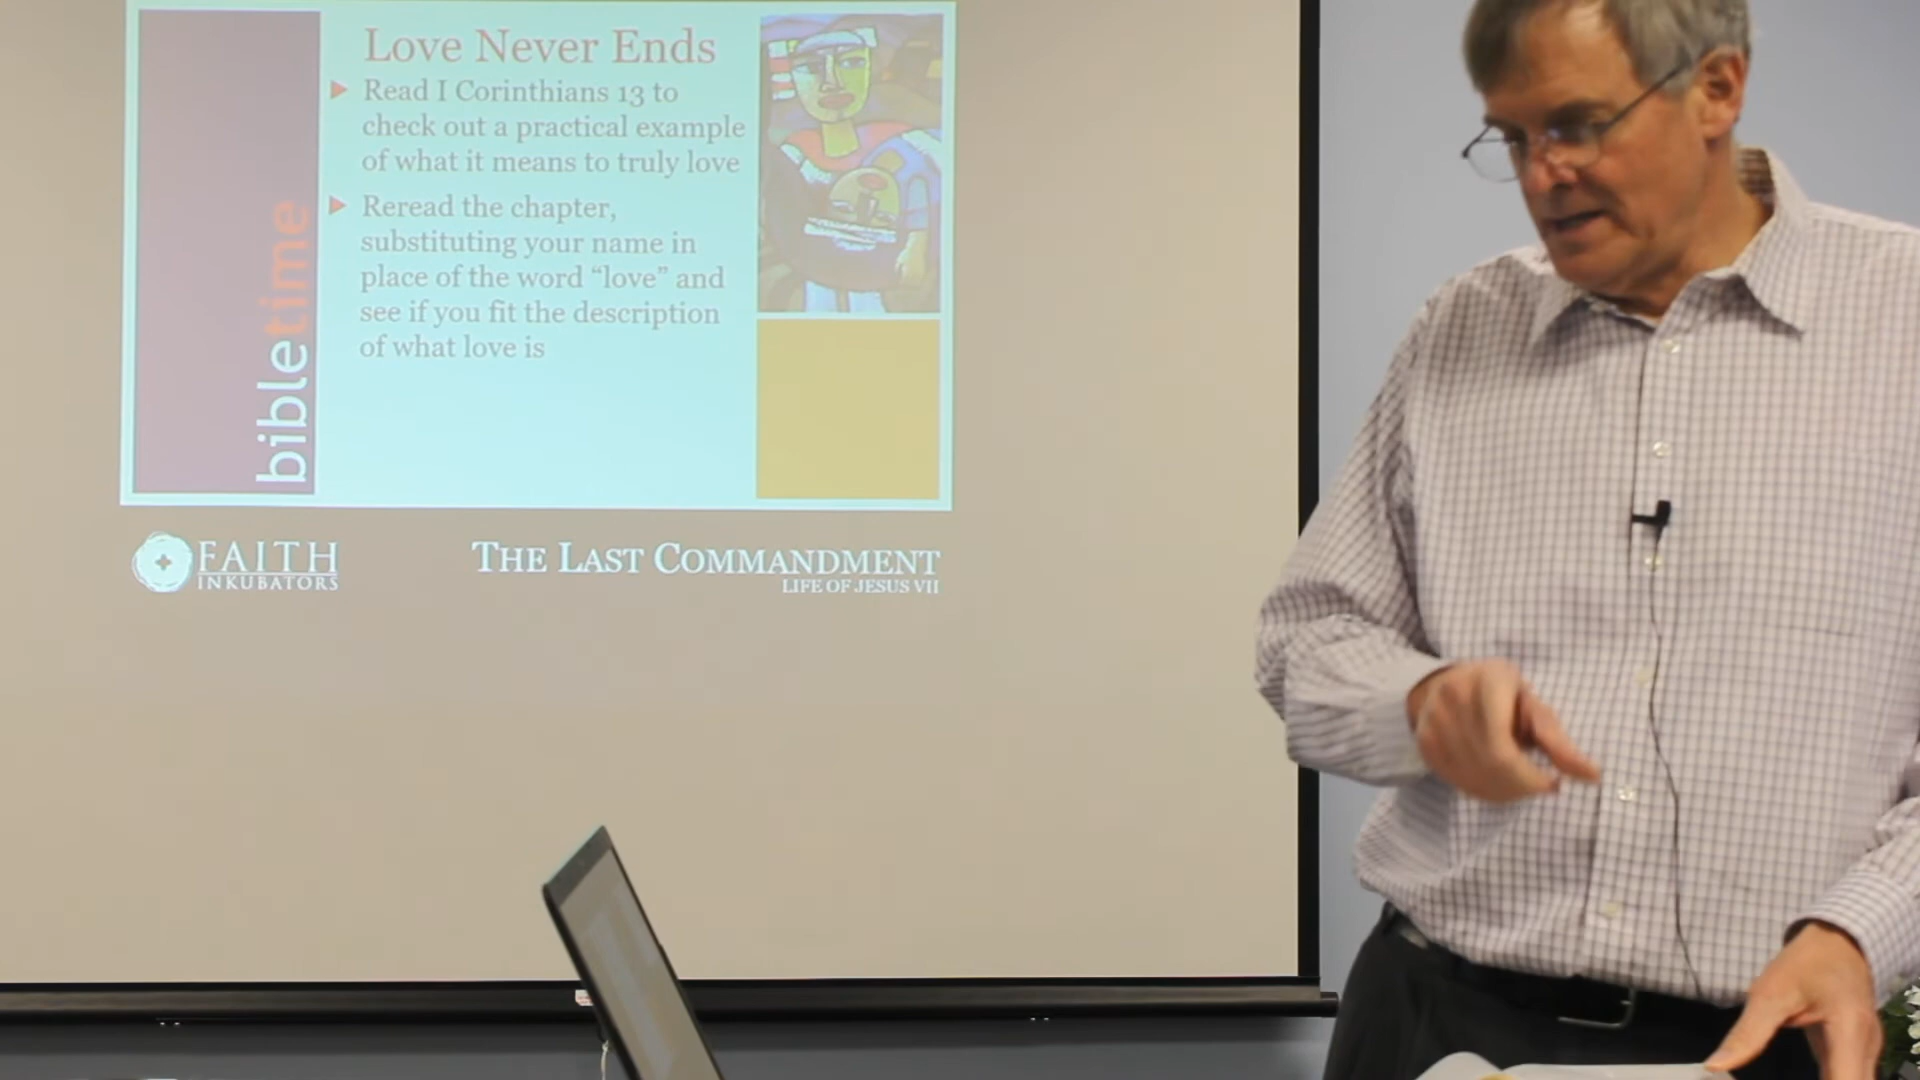 Love Never Ends
Read I Corinthians 13 to
check out a practical example
of what it means to truly love
Reread the chapter,
substituting your name in
place of the word “love” and
see if you fit the description
of what love is
bibletime
FAITH
INKUBATORS
THE LAST COMMANDMENT
LIFE OF JESUS VII